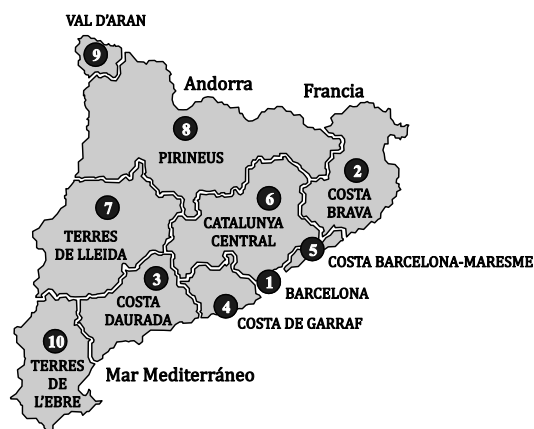 VAL D'ARAN
9
Andorra
Francia
8
PIRINEUS
2
COSTA
BRAVA
6
CATALUNYA
CENTRAL
7
TERRES
DE LLEIDA
5
COSTA BARCELONA-MARESME
1
BARCELONA
3
COSTA
DAURADA
4
COSTA DE GARRAF
10
TERRES
DE
L'EBRE
Mar Mediterráneo